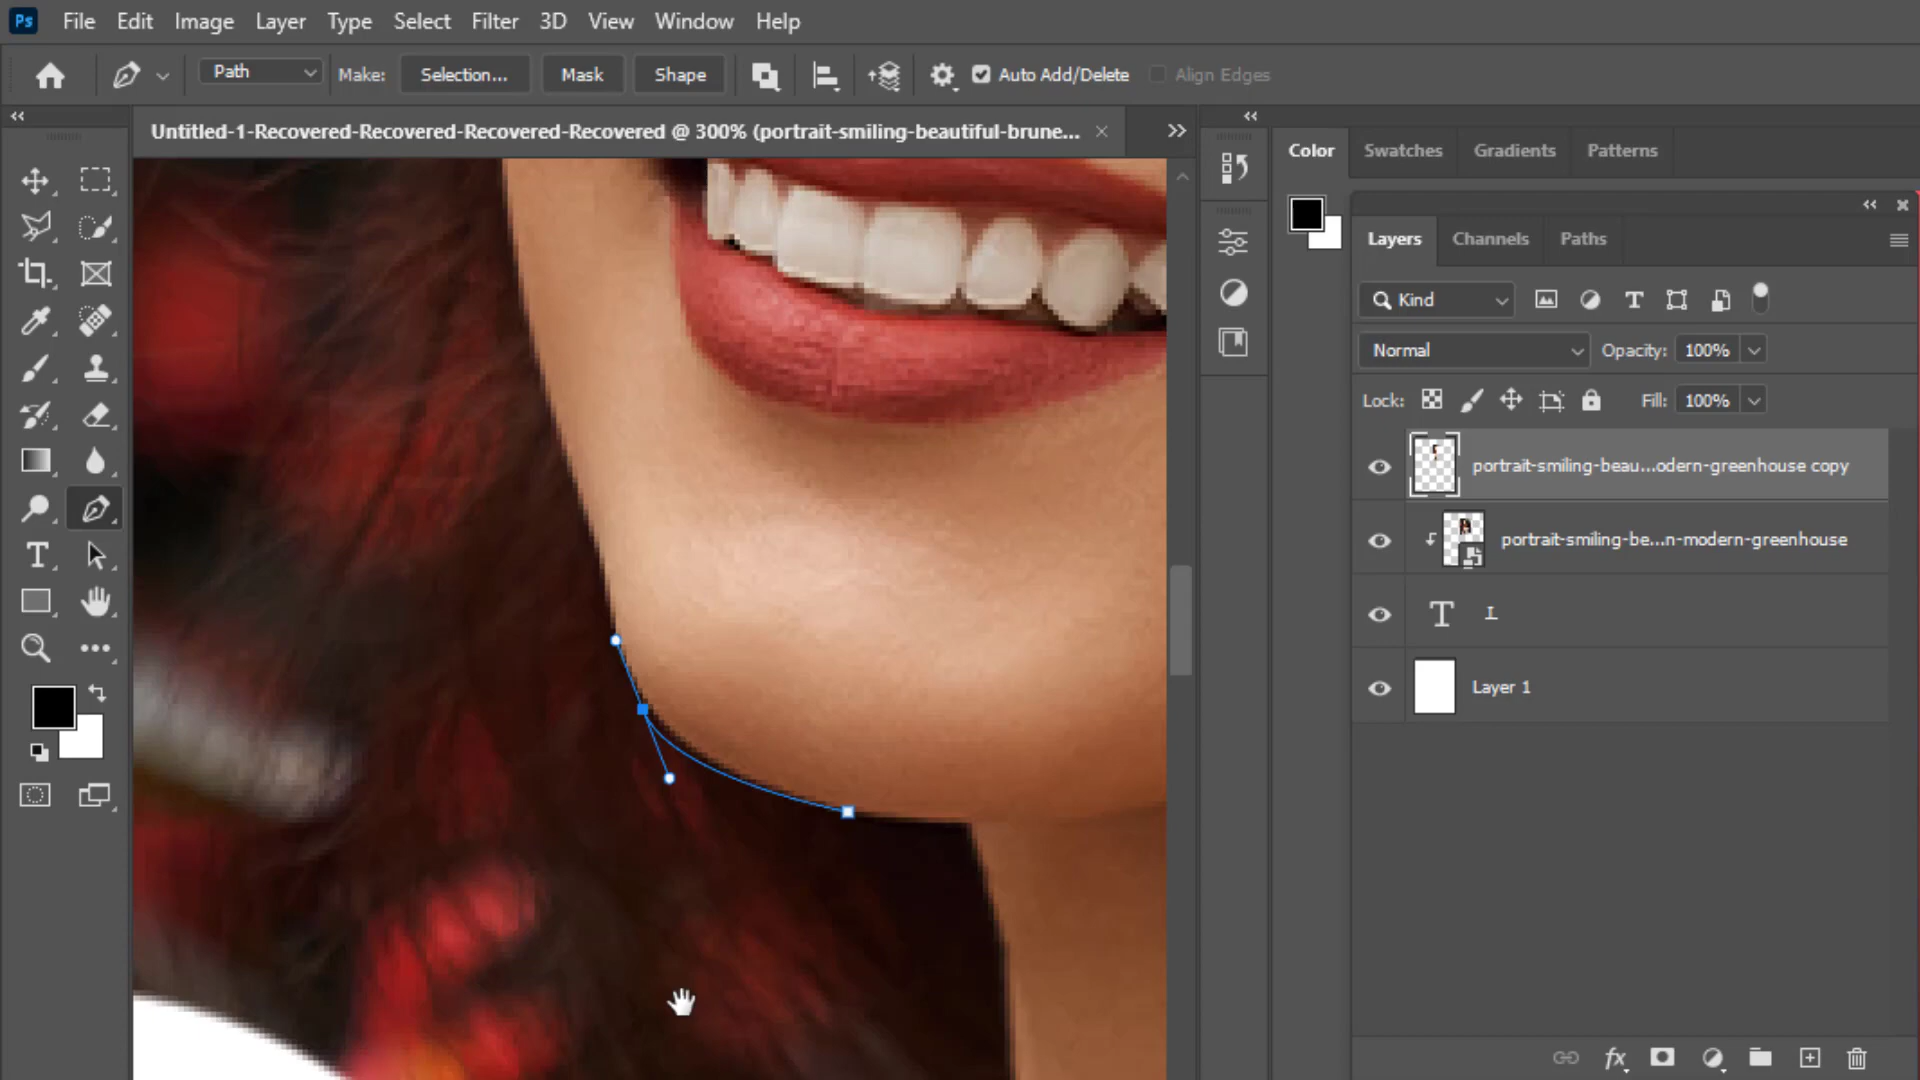 Ps File Edit Image Layer Type Select Filter 3D View Window Help
Path Make: Selection... Mask Shape Auto Add/Delete Align Edges
Untitled-1-Recovered-Recovered-Recovered-Recovered @ 300% (portrait-smiling-beautiful-brune...
Color Swatches Gradients Patterns
Layers Channels Paths
Kind
Normal Opacity: 100%
Lock: Fill: 100%
portrait-smiling-beau...odern-greenhouse copy
portrait-smiling-be...n-modern-greenhouse
I
Layer 1